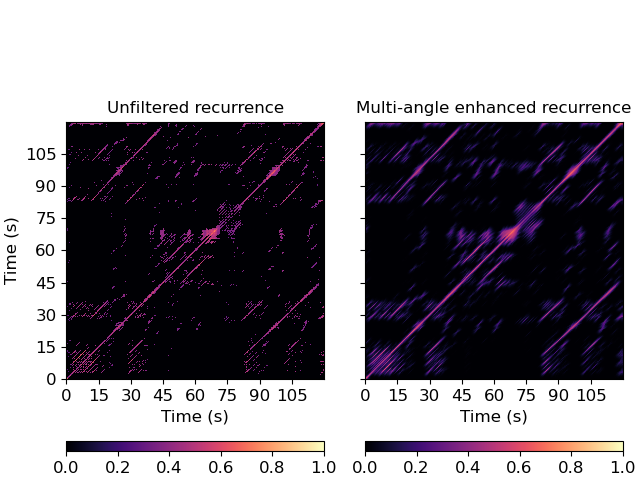 Unfiltered recurrence
Multi-angle enhanced recurrence
Time (s)
105
90
75
60
45
30
15
0
0 15 30 45 60 75 90 105
0 15 30 45 60 75 90 105
Time (s)
Time (s)
0.0 0.2 0.4 0.6 0.8 1.0
0.0 0.2 0.4 0.6 0.8 1.0